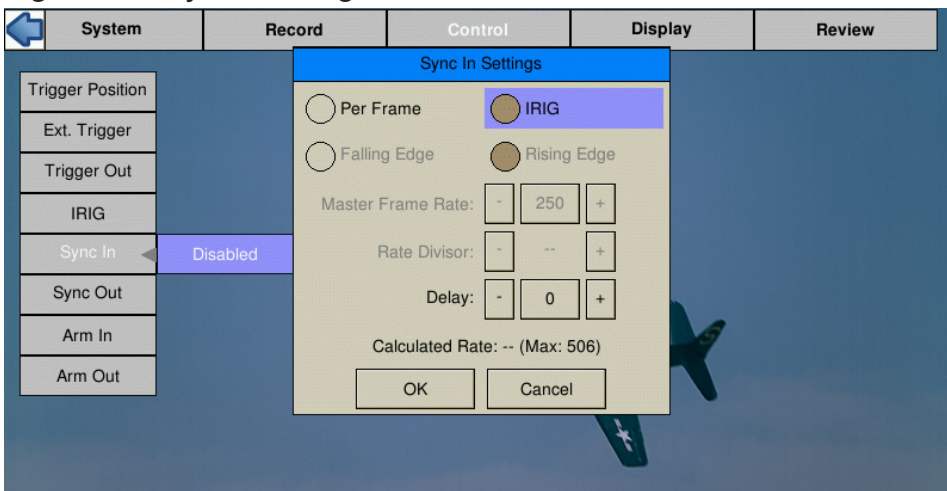 System Record Control Display Review
Sync In Settings
Trigger Position
Ext. Trigger
Trigger Out
IRIG
Sync In
Disabled
Sync Out
Arm In
Arm Out
Per Frame IRIG
Falling Edge Rising Edge
Master Frame Rate: - 250 +
Rate Divisor: - -- +
Delay: - 0 +
Calculated Rate: -- (Max: 506)
OK Cancel